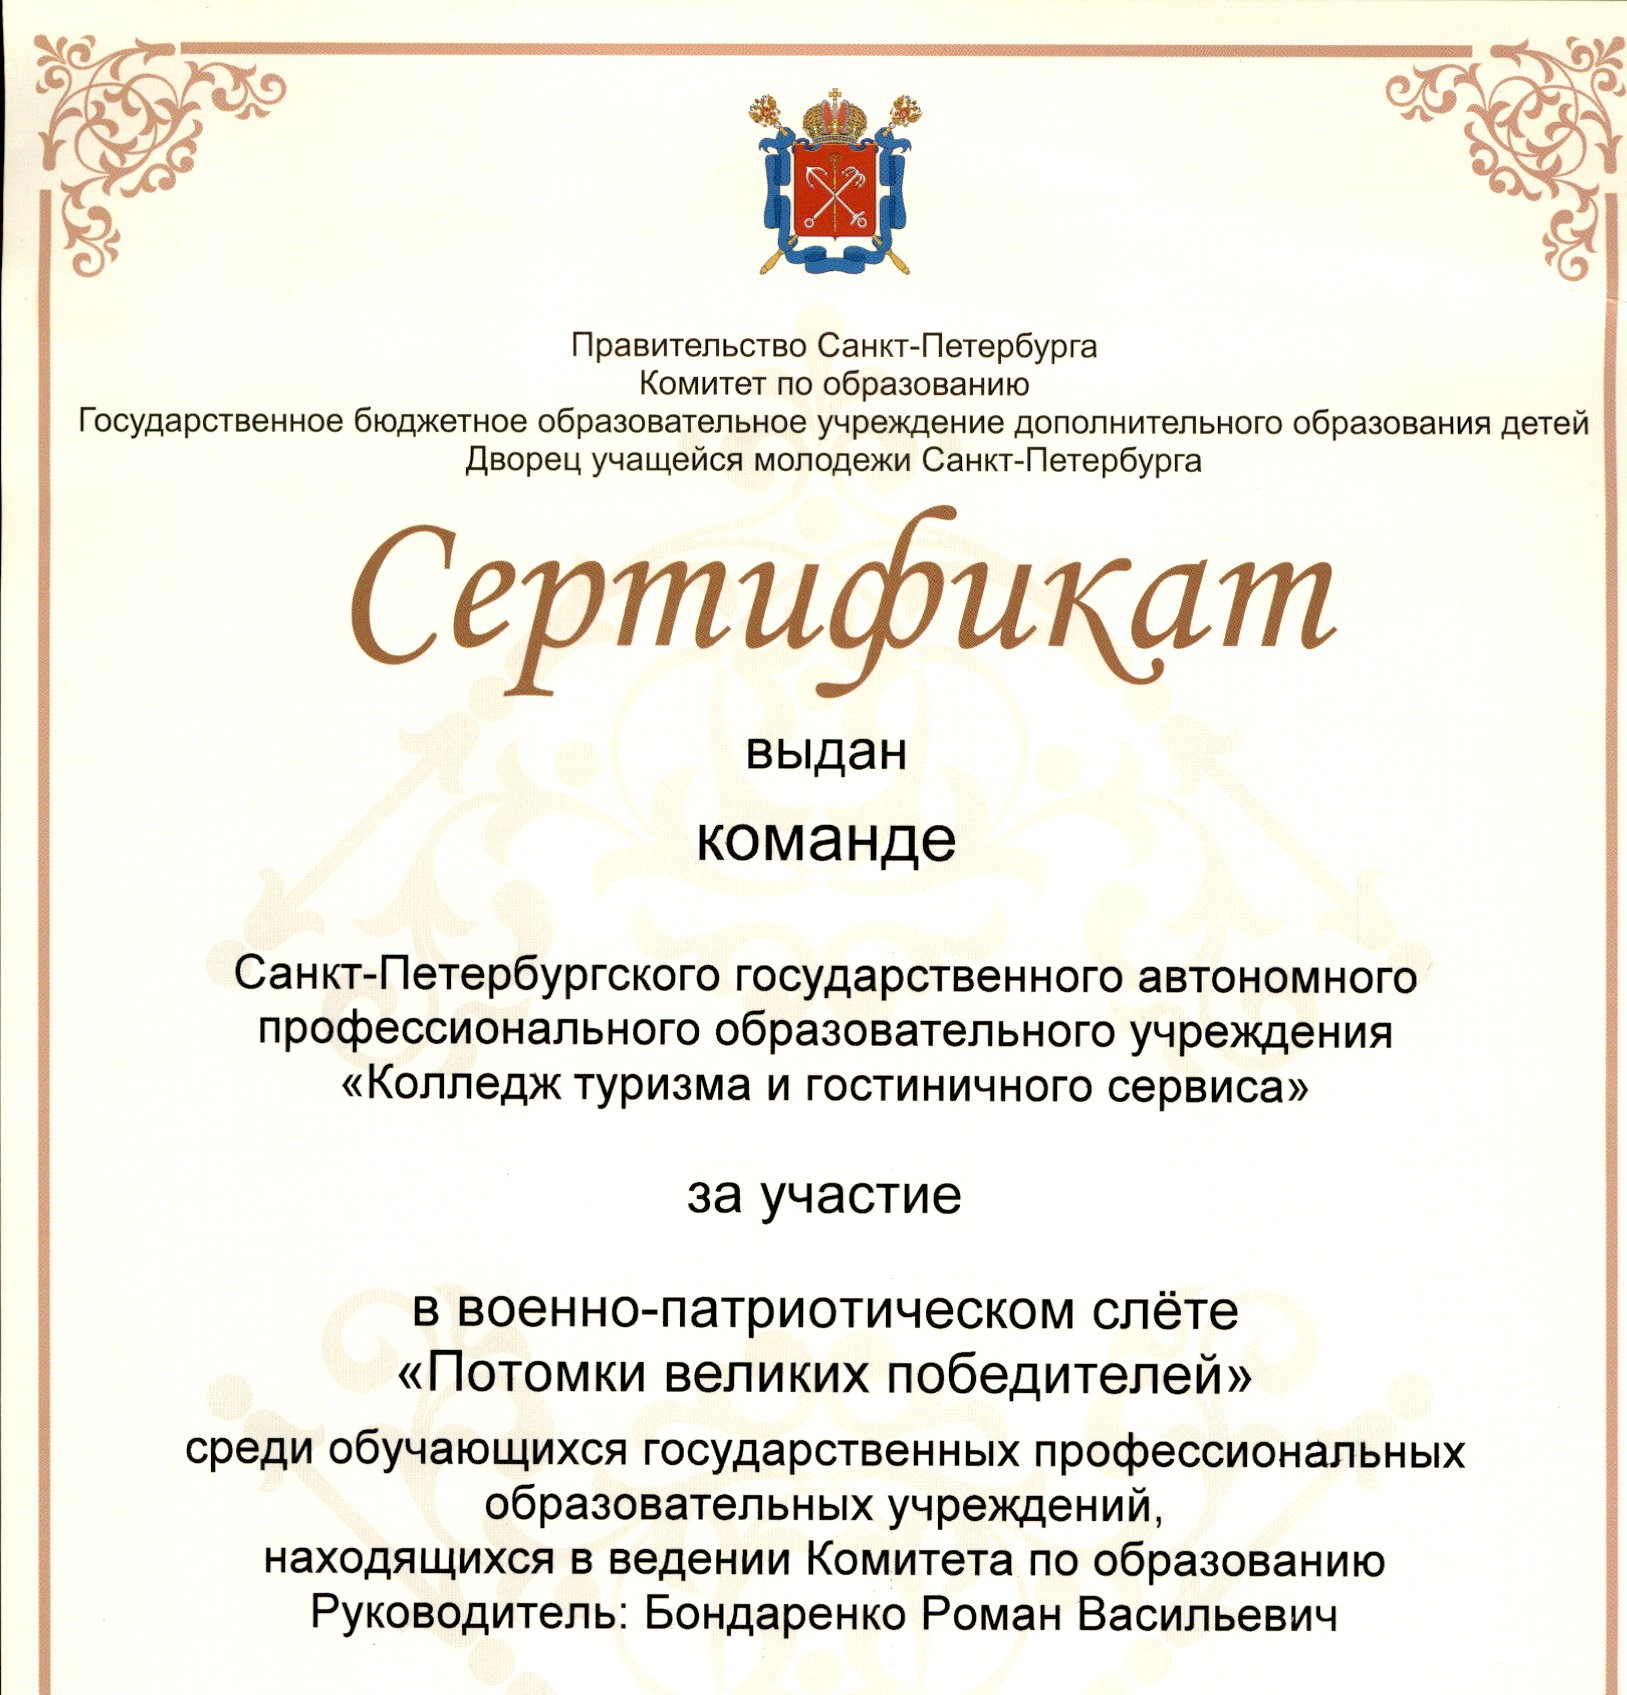 Правительство Санкт-Петербурга
Комитет по образованию
Государственное бюджетное образовательное учреждение дополнительного образования детей
Дворец учащейся молодежи Санкт-Петербурга
Сертификат
выдан
команде
Санкт-Петербургского государственного автономного
профессионального образовательного учреждения
«Колледж туризма и гостиничного сервиса»
за участие
в военно-патриотическом слёте
«Потомки великих победителей»
среди обучающихся государственных профессиональных
образовательных учреждений,
находящихся в ведении Комитета по образованию
Руководитель: Бондаренко Роман Васильевич